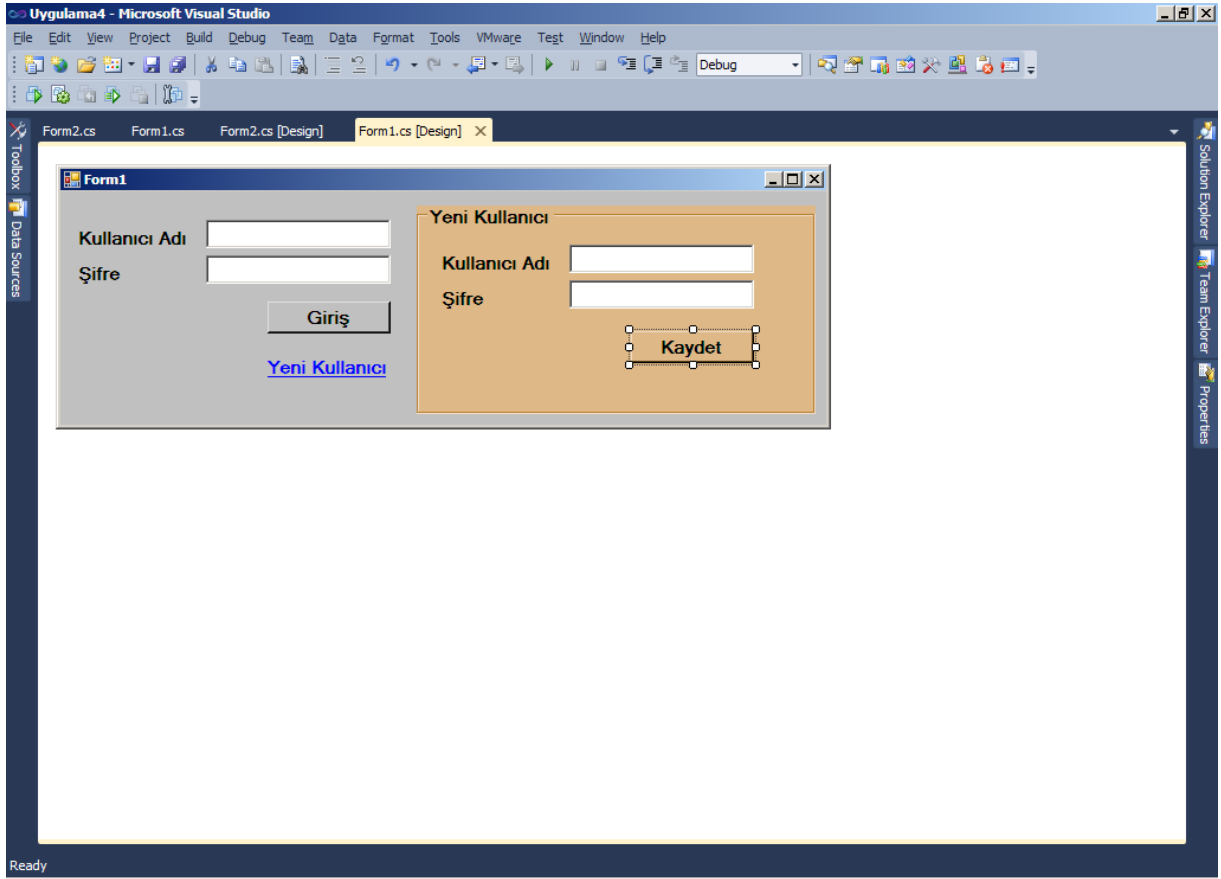 Uygulama4 - Microsoft Visual Studio
File Edit View Project Build Debug Team Data Format Tools VMware Test Window Help
Debug
Form2.cs Form1.cs Form2.cs [Design] Form1.cs [Design]
Toolbox
Data Sources
Form1
Kullanıcı Adı
Şifre
Giriş
Yeni Kullanıcı
Yeni Kullanıcı
Kullanıcı Adı
Şifre
Kaydet
Solution Explorer
Team Explorer
Properties
Ready